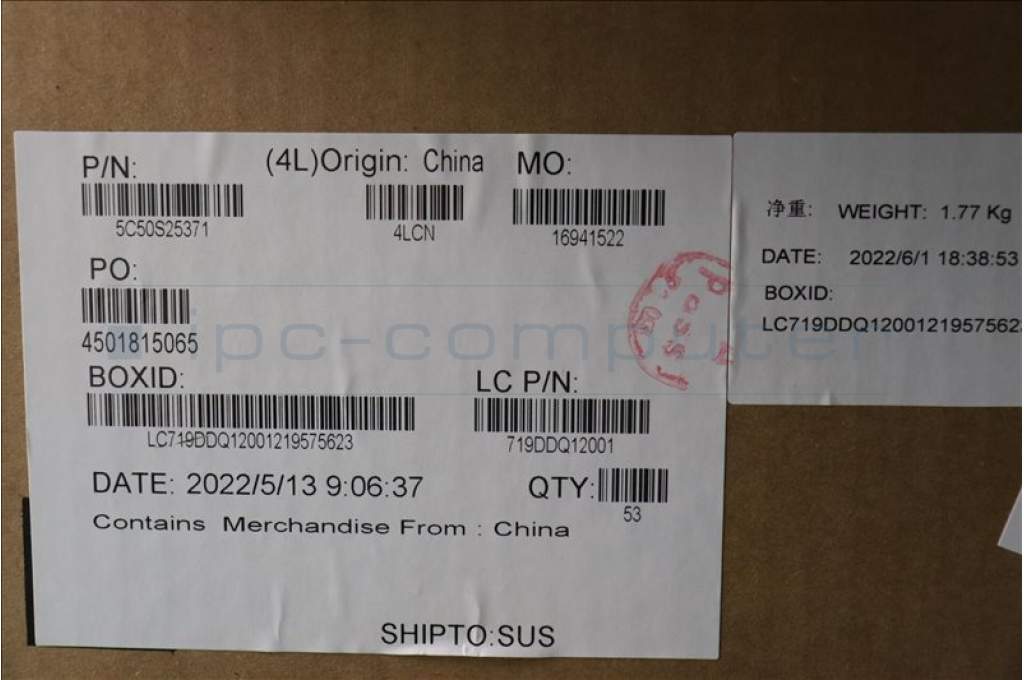 P/N: (4L)Origin: China MO:
5C50S25371 4LCN 16941522
PO:
4501815065
BOXID: LC P/N:
LC719DDQ12001219575623 719DDQ12001
DATE: 2022/5/13 9:06:37 QTY:
53
Contains Merchandise From : China
SHIPTO:SUS
净重: WEIGHT: 1.77 Kg
DATE: 2022/6/1 18:38:53
BOXID:
LC719DDQ1200121957562
ipc-computer